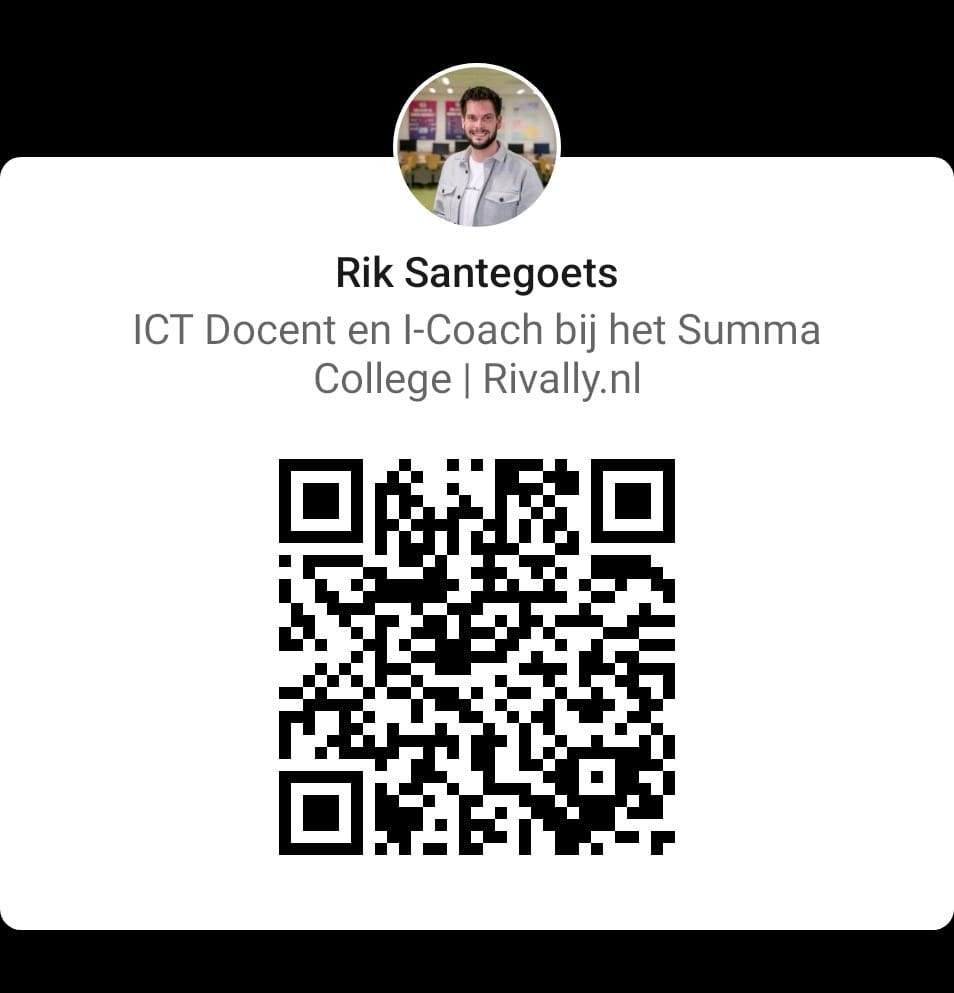 Rik Santegoets
ICT Docent en I-Coach bij het Summa
College | Rivally.nl